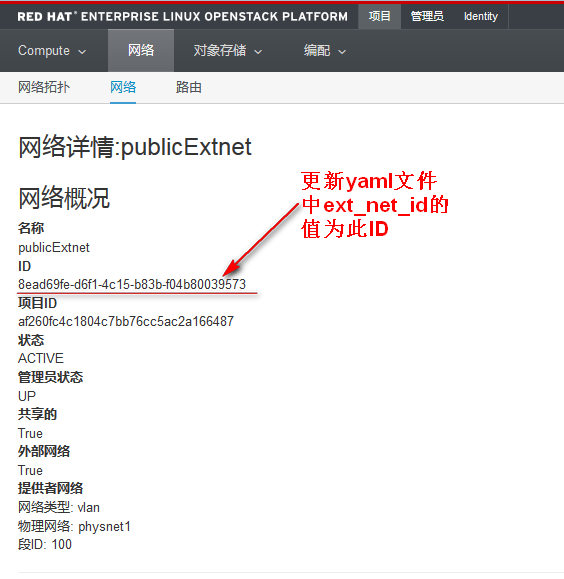 RED HAT® ENTERPRISE LINUX OPENSTACK PLATFORM 项目 管理员 Identity
Compute 网络 对象存储 编配
网络拓扑 网络 路由
网络详情:publicExtnet
更新yaml文件
中ext_net_id的
值为此ID
网络概况
名称
publicExtnet
ID
8ead69fe-d6f1-4c15-b83b-f04b80039573
项目ID
af260fc4c1804c7bb76cc5ac2a166487
状态
ACTIVE
管理员状态
UP
共享的
True
外部网络
True
提供者网络
网络类型: vlan
物理网络: physnet1
段ID: 100